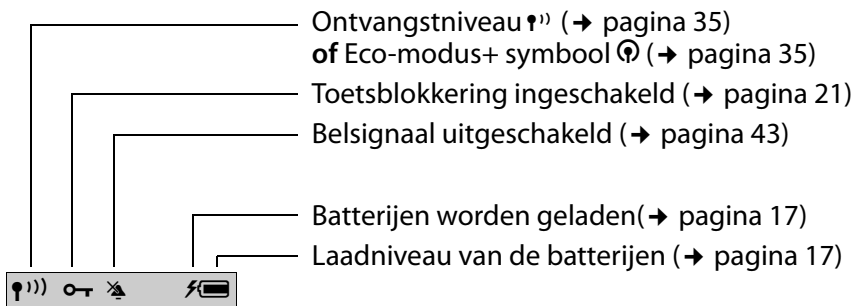 Ontvangstniveau (➔ pagina 35)
of Eco-modus+ symbool (➔ pagina 35)
Toetsblokkering ingeschakeld (➔ pagina 21)
Belsignaal uitgeschakeld (➔ pagina 43)
Batterijen worden geladen(➔ pagina 17)
Laadniveau van de batterijen (➔ pagina 17)